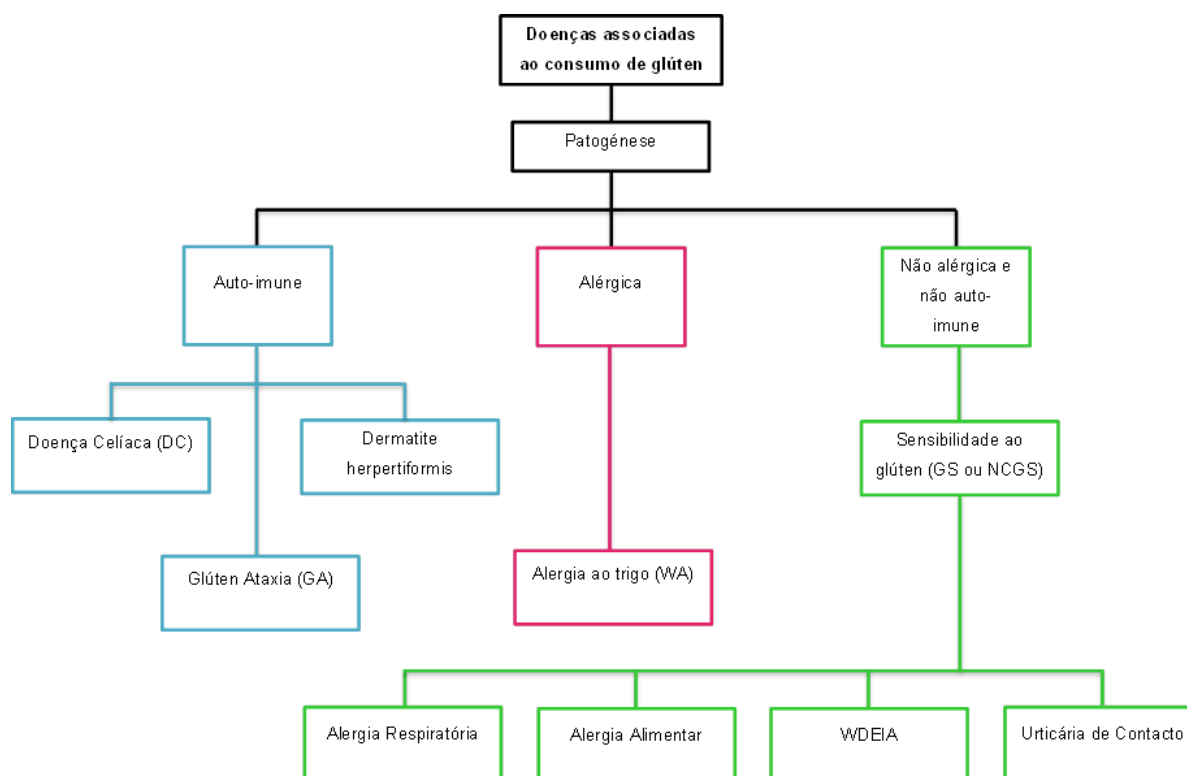 Doenças associadas
ao consumo de glúten
Patogénese
Auto-imune
Alérgica
Não alérgica e
não auto-
imune
Doença Celíaca (DC)
Dermatite
herpertiformis
Sensibilidade ao
glúten (GS ou NCGS)
Glúten Ataxia (GA)
Alergia ao trigo (WA)
Alergia Respiratória
Alergia Alimentar
WDEIA
Urticária de Contacto